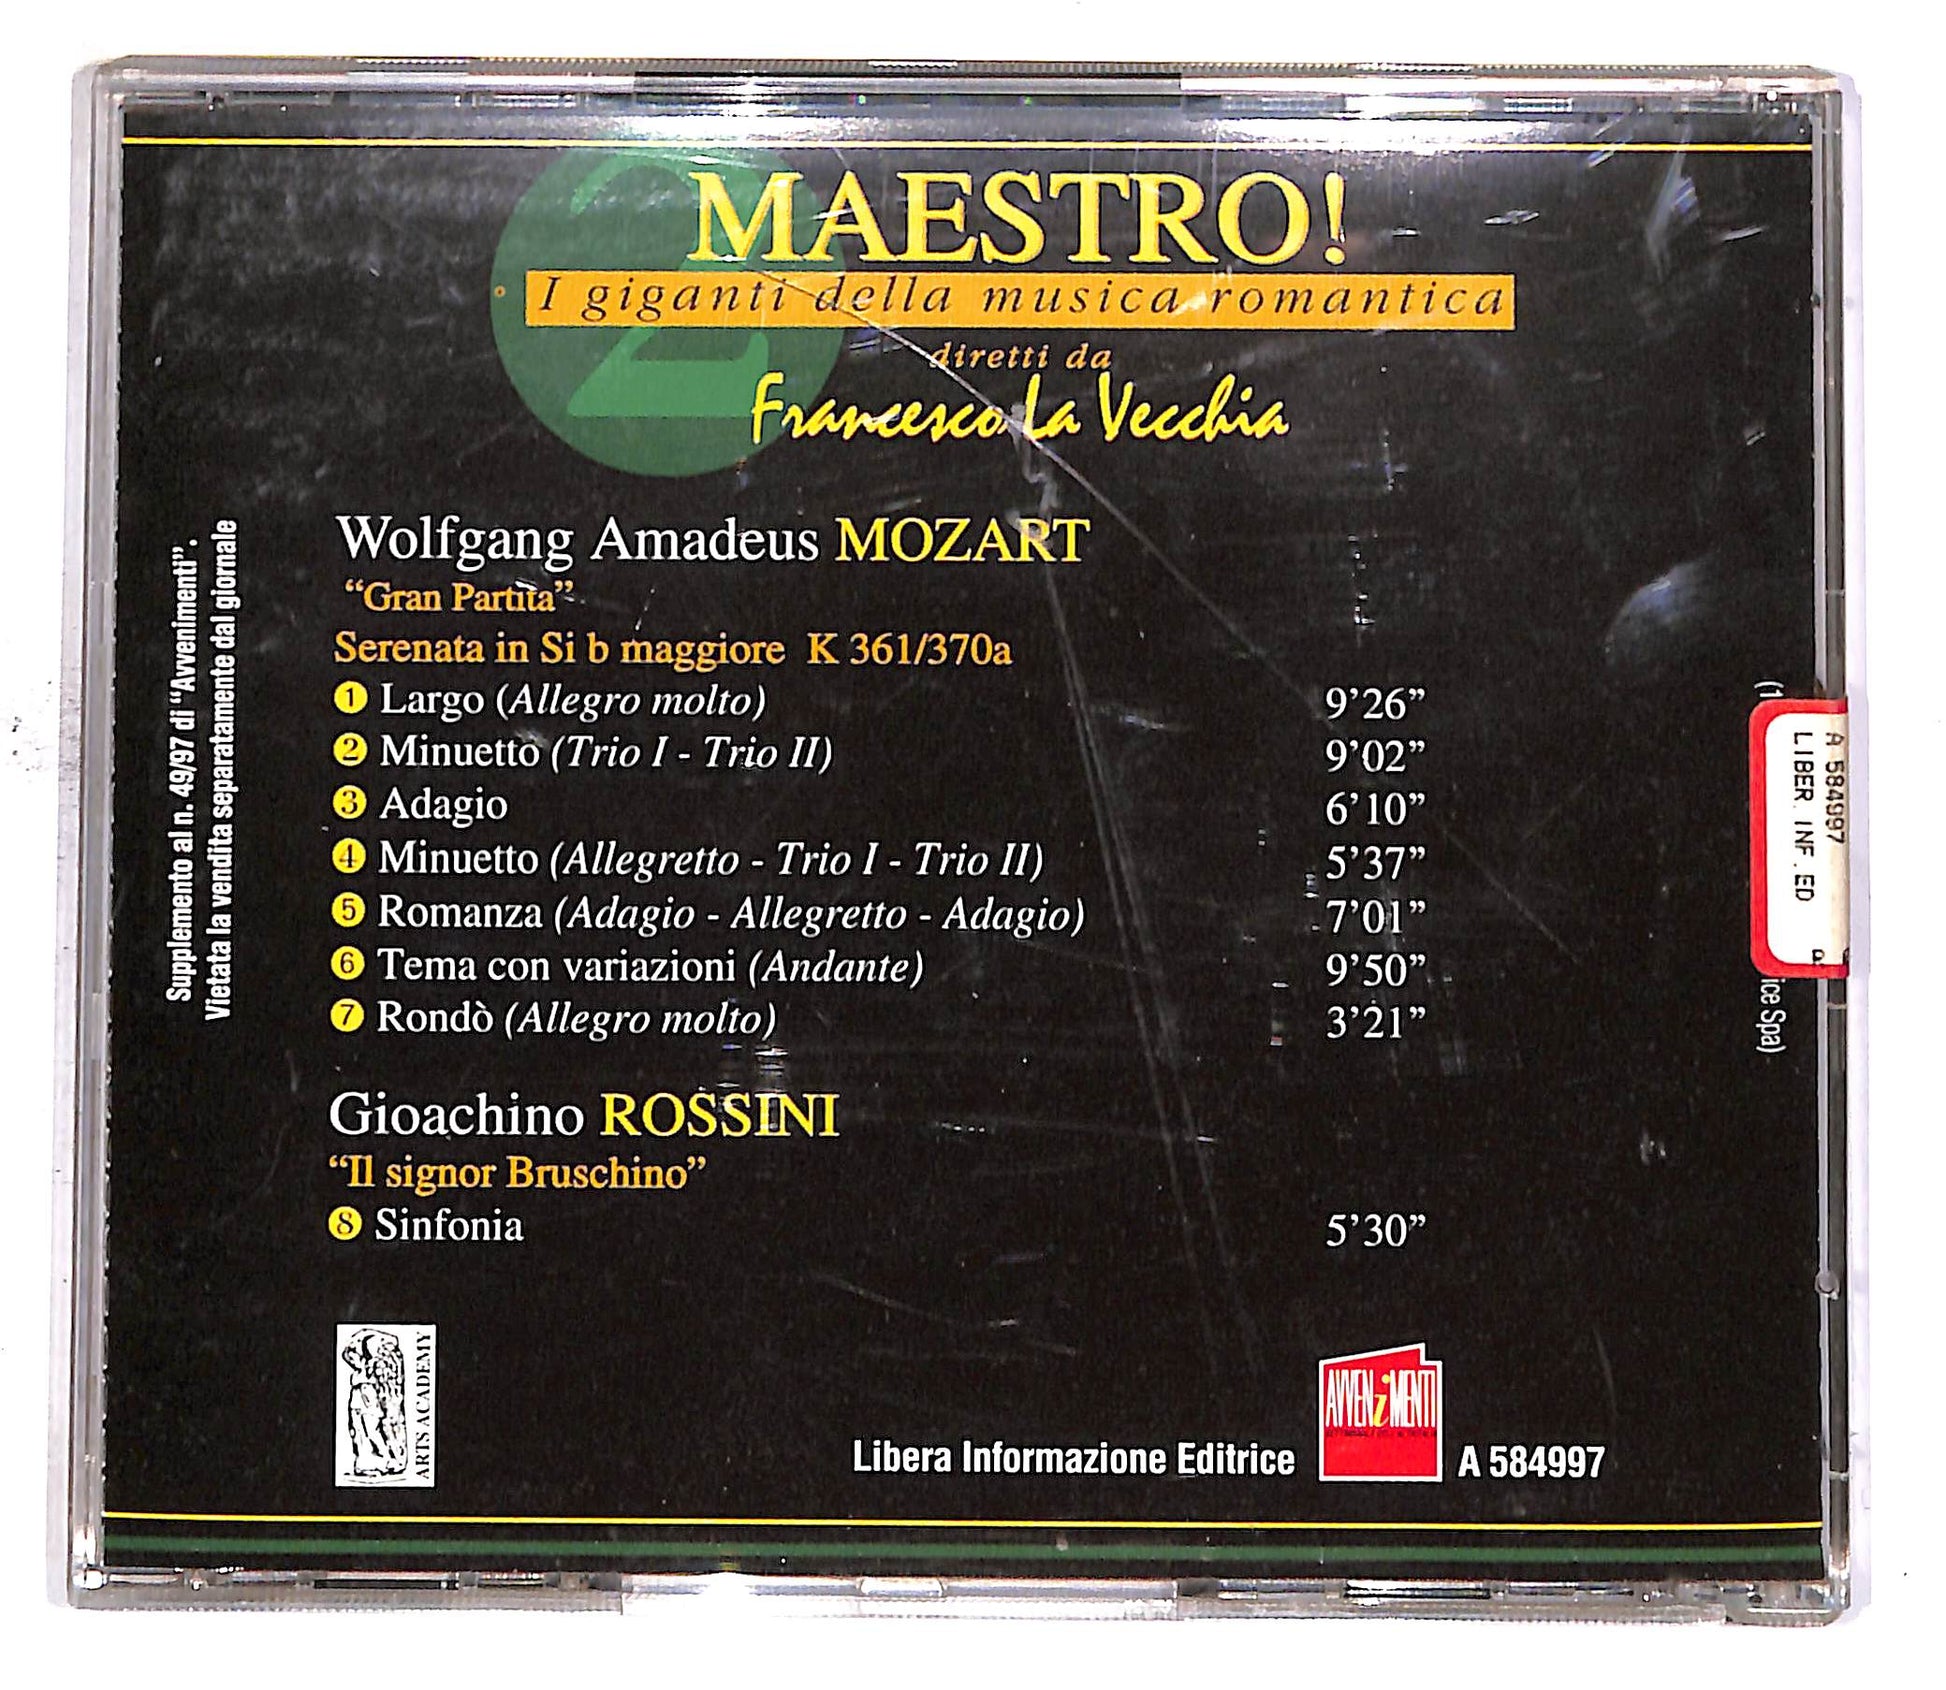 2
MAESTRO!
I giganti della musica romantica
diretti da
Francesco La Vecchia
Wolfgang Amadeus MOZART
“Gran Partita”
Serenata in Si b maggiore K 361/370a
1 Largo (Allegro molto) 9’26”
2 Minuetto (Trio I - Trio II) 9’02”
3 Adagio 6’10”
4 Minuetto (Allegretto - Trio I - Trio II) 5’37”
5 Romanza (Adagio - Allegretto - Adagio) 7’01”
6 Tema con variazioni (Andante) 9’50”
7 Rondò (Allegro molto) 3’21”
Gioachino ROSSINI
“Il signor Bruschino”
8 Sinfonia 5’30”
ARTS ACADEMY
Libera Informazione Editrice
AVVENiMENTI
A 584997
Supplemento al n. 49/97 di “Avvenimenti”.
Vietata la vendita separatamente dal giornale
A 584997
LIBER. INF. ED
Spa)